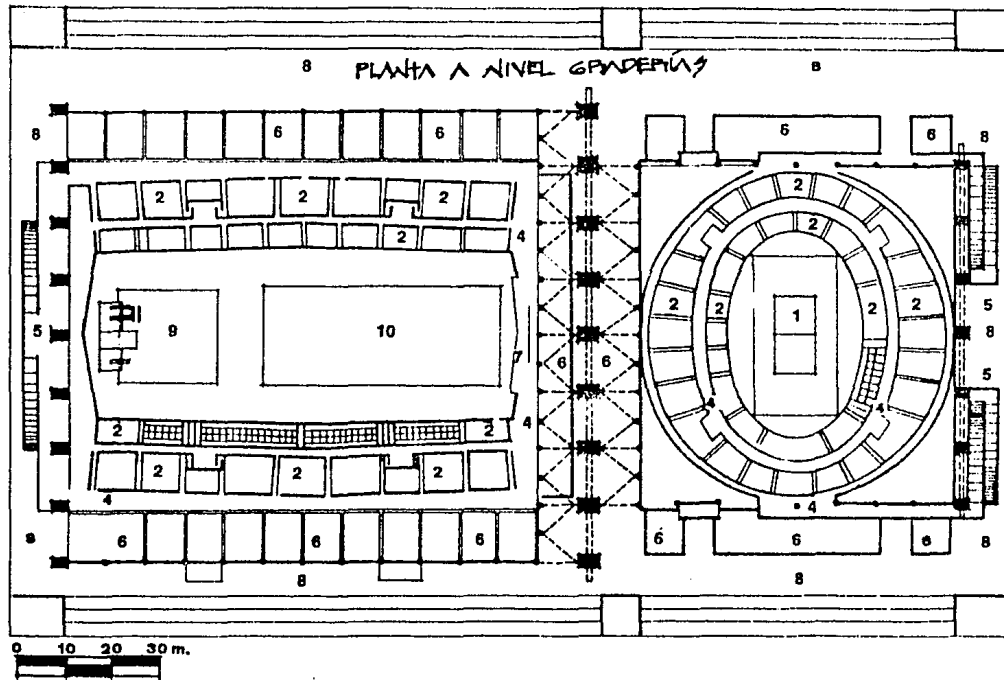 PLANTA A NIVEL GRADERÍAS
8 8
8 6 6 6 6 8
2 2 2 2
2
2 4
2 2 2 2 5
5 9 10 1 8
7
6 6
5
4 4
2 2 4
2 2 2
4 4
8 6 6 6 6 6 6 8
8 8
0 10 20 30 m.